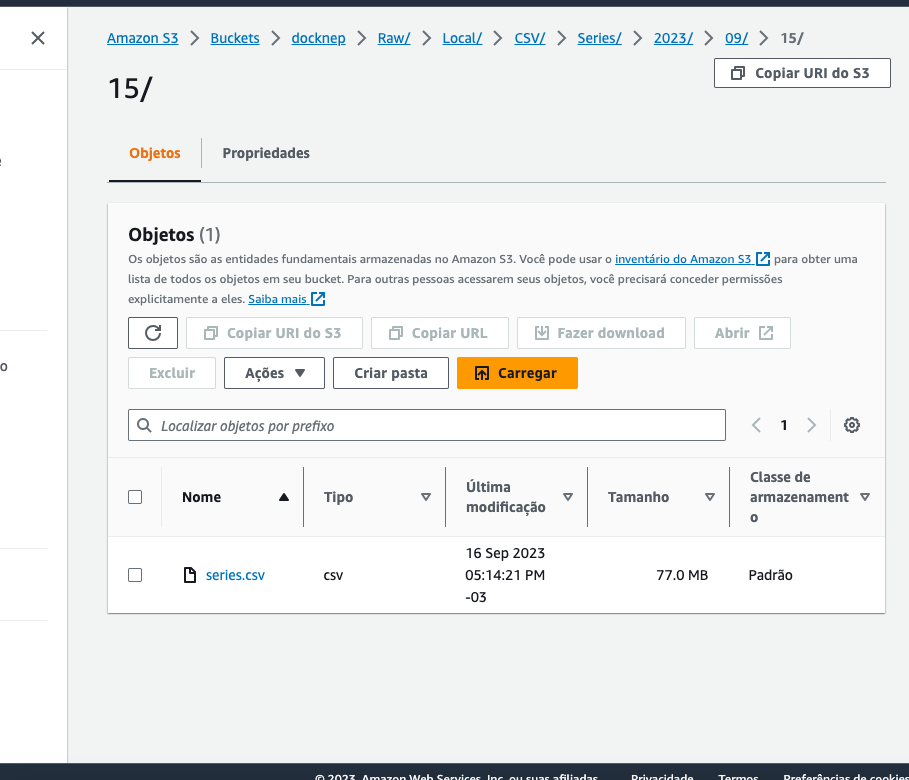 Amazon S3 > Buckets > docknep > Raw/ > Local/ > CSV/ > Series/ > 2023/ > 09/ > 15/
15/
Copiar URI do S3
Objetos
Propriedades
Objetos (1)
Os objetos são as entidades fundamentais armazenadas no Amazon S3. Você pode usar o inventário do Amazon S3 para obter uma
lista de todos os objetos em seu bucket. Para outras pessoas acessarem seus objetos, você precisará conceder permissões
explicitamente a eles. Saiba mais
Copiar URI do S3
Copiar URL
Fazer download
Abrir
Excluir
Ações
Criar pasta
Carregar
Localizar objetos por prefixo
1
Nome
Tipo
Última
modificação
Tamanho
Classe de
armazenament
o
series.csv
csv
16 Sep 2023
05:14:21 PM
-03
77.0 MB
Padrão
© 2023, Amazon Web Services, Inc. ou suas afiliadas.
Privacidade
Termos
Preferências de cookies